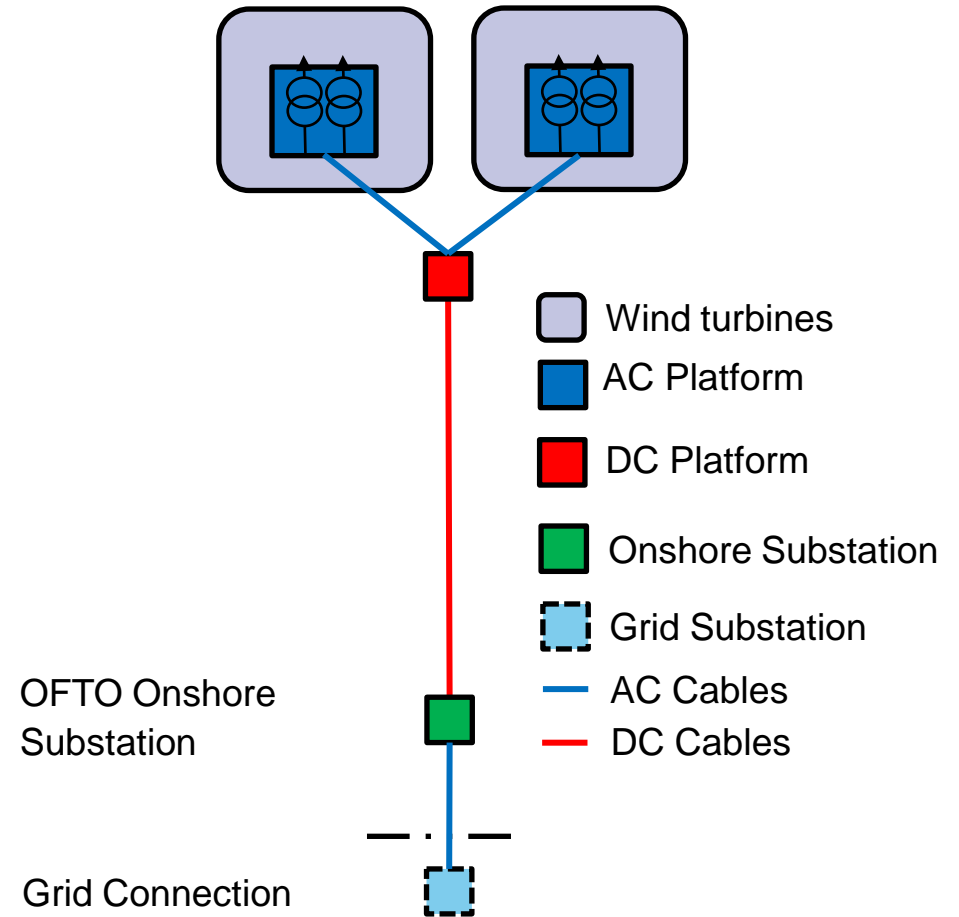 Wind turbines
AC Platform
DC Platform
Onshore Substation
Grid Substation
AC Cables
DC Cables
OFTO Onshore
Substation
Grid Connection